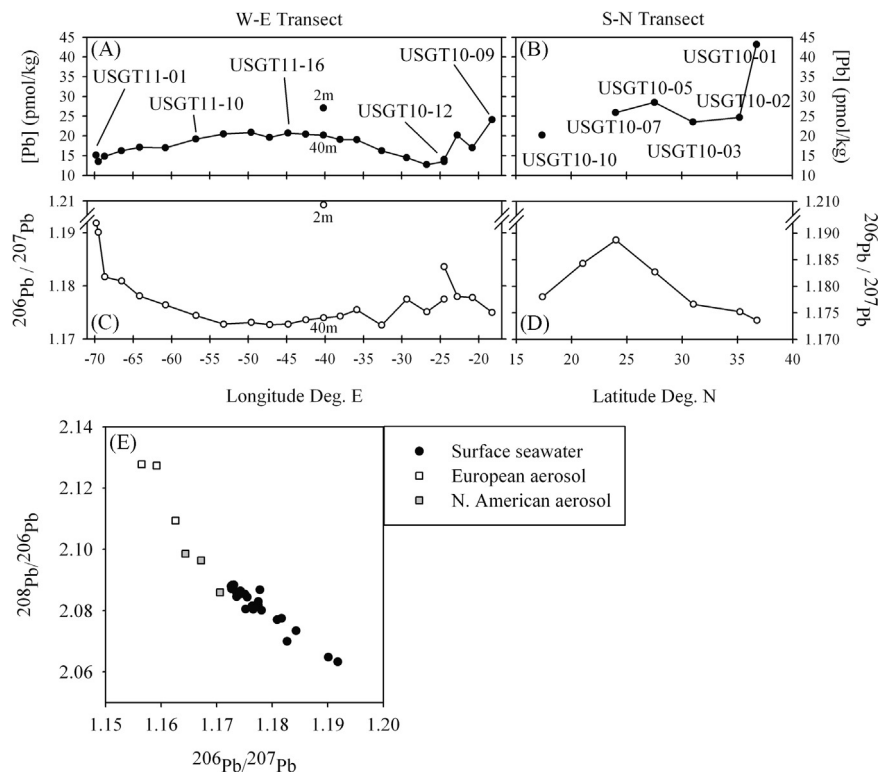 W-E Transect
S-N Transect
(A)
(B)
45
40
35
30
25
20
15
10
[Pb] (pmol/kg)
USGT11-01
USGT11-10
USGT11-16
2m
40m
USGT10-12
USGT10-09
USGT10-10
USGT10-07
USGT10-05
USGT10-03
USGT10-02
USGT10-01
45
40
35
30
25
20
15
10
[Pb] (pmol/kg)
1.21
1.19
1.18
1.17
206Pb / 207Pb
2m
40m
(C)
(D)
1.210
1.190
1.180
1.175
1.170
206Pb / 207Pb
-70 -65 -60 -55 -50 -45 -40 -35 -30 -25 -20
15 20 25 30 35 40
Longitude Deg. E
Latitude Deg. N
(E)
2.14
2.12
2.10
2.08
2.06
208Pb/206Pb
1.15 1.16 1.17 1.18 1.19 1.20
206Pb/207Pb
Surface seawater
European aerosol
N. American aerosol